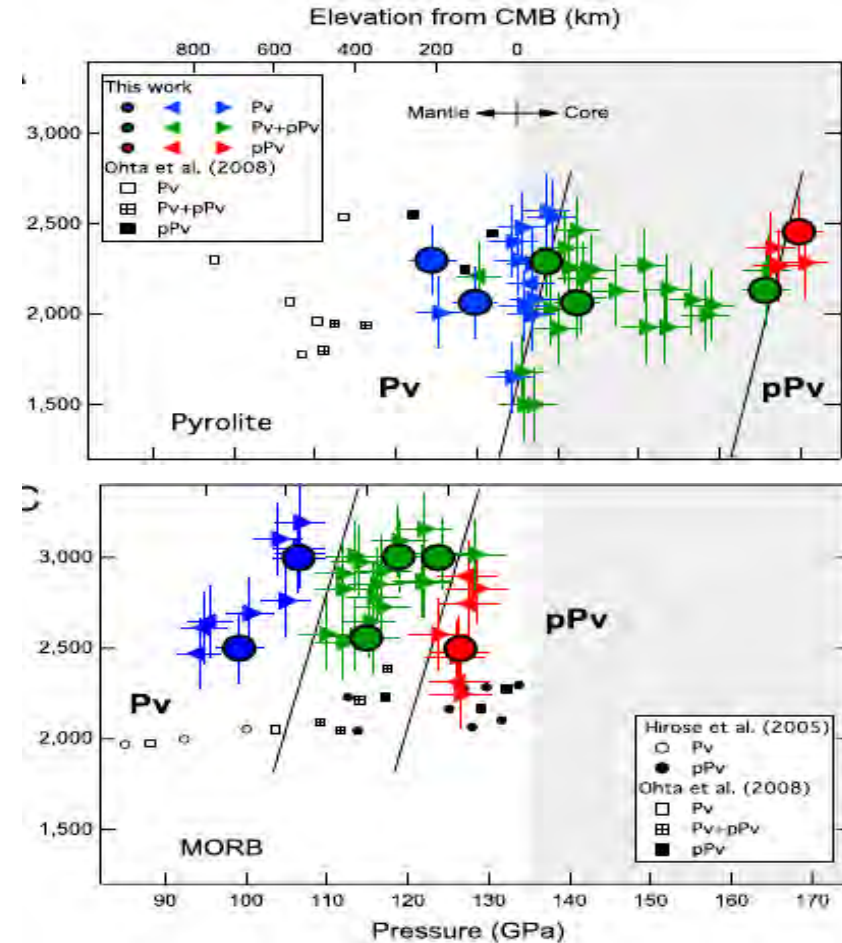 Elevation from CMB (km)
800 600 400 200 0
This work
Pv
Pv+pPv
pPv
Ohta et al. (2008)
Pv
Pv+pPv
pPv
Mantle Core
3,000
2,500
2,000
1,500
Pv
pPv
Pyrolite
3,000
2,500
2,000
1,500
Pv
pPv
MORB
Hirose et al. (2005)
Pv
pPv
Ohta et al. (2008)
Pv
Pv+pPv
pPv
90 100 110 120 130 140 150 160 170
Pressure (GPa)